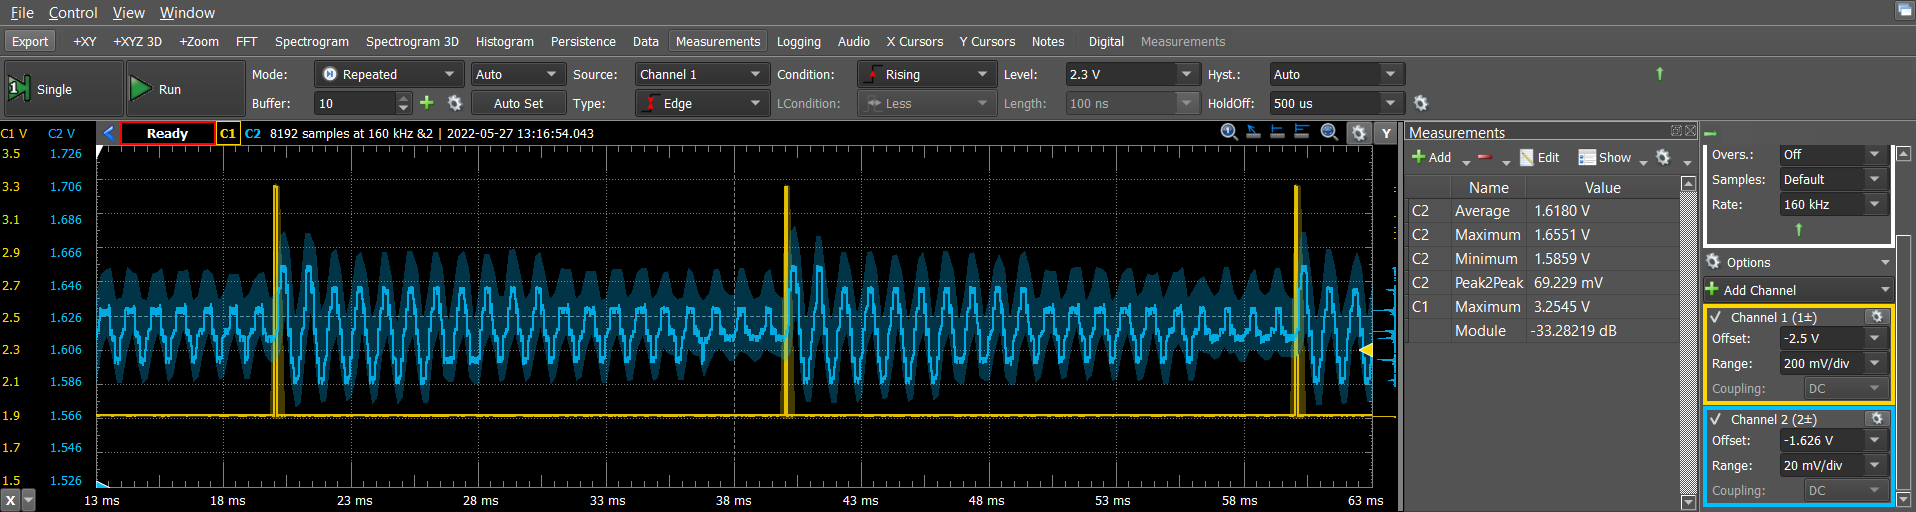 File Control View Window
Export +XY +XYZ 3D +Zoom FFT Spectrogram Spectrogram 3D Histogram Persistence Data Measurements Logging Audio X Cursors Y Cursors Notes Digital Measurements
1 Single Run Mode: Repeated Auto Source: Channel 1 Condition: Rising Level: 2.3 V Hyst.: Auto
Buffer: 10 Auto Set Type: Edge LCondition: Less Length: 100 ns HoldOff: 500 us
C1 V C2 V Ready C1 C2 8192 samples at 160 kHz &2 | 2022-05-27 13:16:54.043 Y
3.5 1.726
3.3 1.706
3.1 1.686
2.9 1.666
2.7 1.646
2.5 1.626
2.3 1.606
2.1 1.586
1.9 1.566
1.7 1.546
1.5 1.526
X 13 ms 18 ms 23 ms 28 ms 33 ms 38 ms 43 ms 48 ms 53 ms 58 ms 63 ms
Measurements
Add Edit Show
Name Value
C2 Average 1.6180 V
C2 Maximum 1.6551 V
C2 Minimum 1.5859 V
C2 Peak2Peak 69.229 mV
C1 Maximum 3.2545 V
Module -33.28219 dB
Overs.: Off
Samples: Default
Rate: 160 kHz
Options
Add Channel
Channel 1 (1±)
Offset: -2.5 V
Range: 200 mV/div
Coupling: DC
Channel 2 (2±)
Offset: -1.626 V
Range: 20 mV/div
Coupling: DC